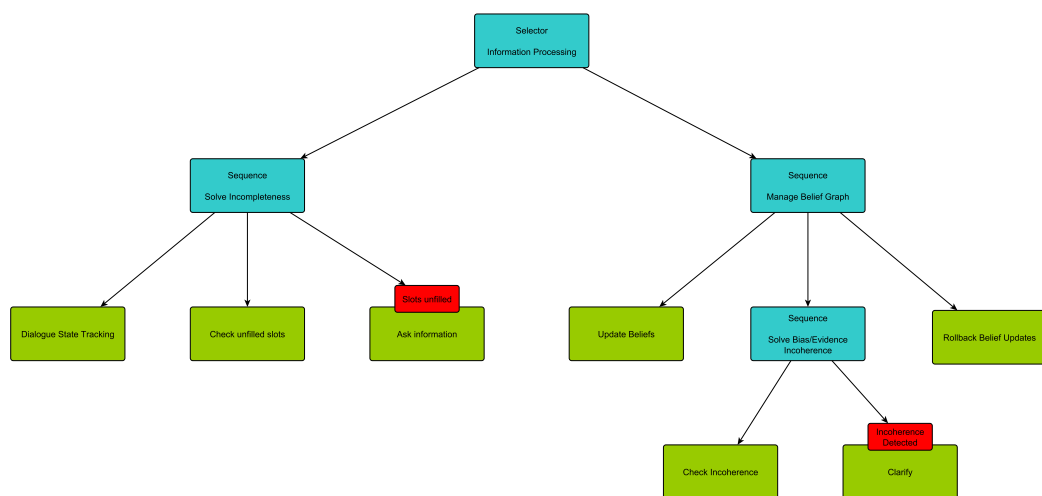 Selector
Information Processing
Sequence
Solve Incompleteness
Sequence
Manage Belief Graph
Slots unfilled
Dialogue State Tracking
Check unfilled slots
Ask information
Update Beliefs
Sequence
Solve Bias/Evidence
Incoherence
Rollback Belief Updates
Incoherence
Detected
Check Incoherence
Clarify